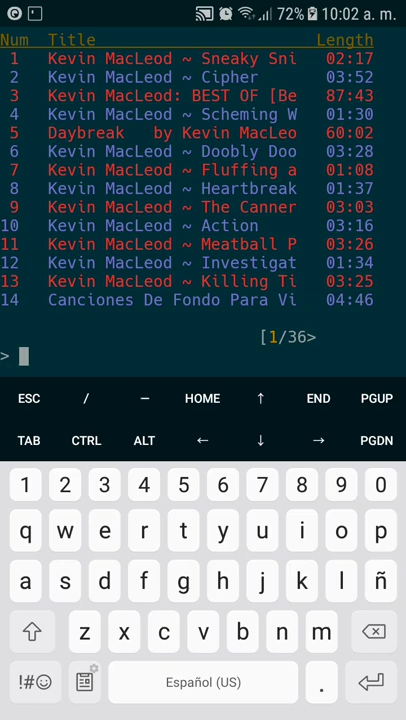 72% 10:02 a. m.
Num Title Length
1 Kevin MacLeod ~ Sneaky Sni 02:17
2 Kevin MacLeod ~ Cipher 03:52
3 Kevin MacLeod: BEST OF [Be 87:43
4 Kevin MacLeod ~ Scheming W 01:30
5 Daybreak by Kevin MacLeo 60:02
6 Kevin MacLeod ~ Doobly Doo 03:28
7 Kevin MacLeod ~ Fluffing a 01:08
8 Kevin MacLeod ~ Heartbreak 01:37
9 Kevin MacLeod ~ The Canner 03:03
10 Kevin MacLeod ~ Action 03:16
11 Kevin MacLeod ~ Meatball P 03:26
12 Kevin MacLeod ~ Investigat 01:34
13 Kevin MacLeod ~ Killing Ti 03:25
14 Canciones De Fondo Para Vi 04:46
[1/36>
>
ESC / — HOME ↑ END PGUP
TAB CTRL ALT ← ↓ → PGDN
1 2 3 4 5 6 7 8 9 0
q w e r t y u i o p
a s d f g h j k l ñ
z x c v b n m
!#☺ Español (US) .